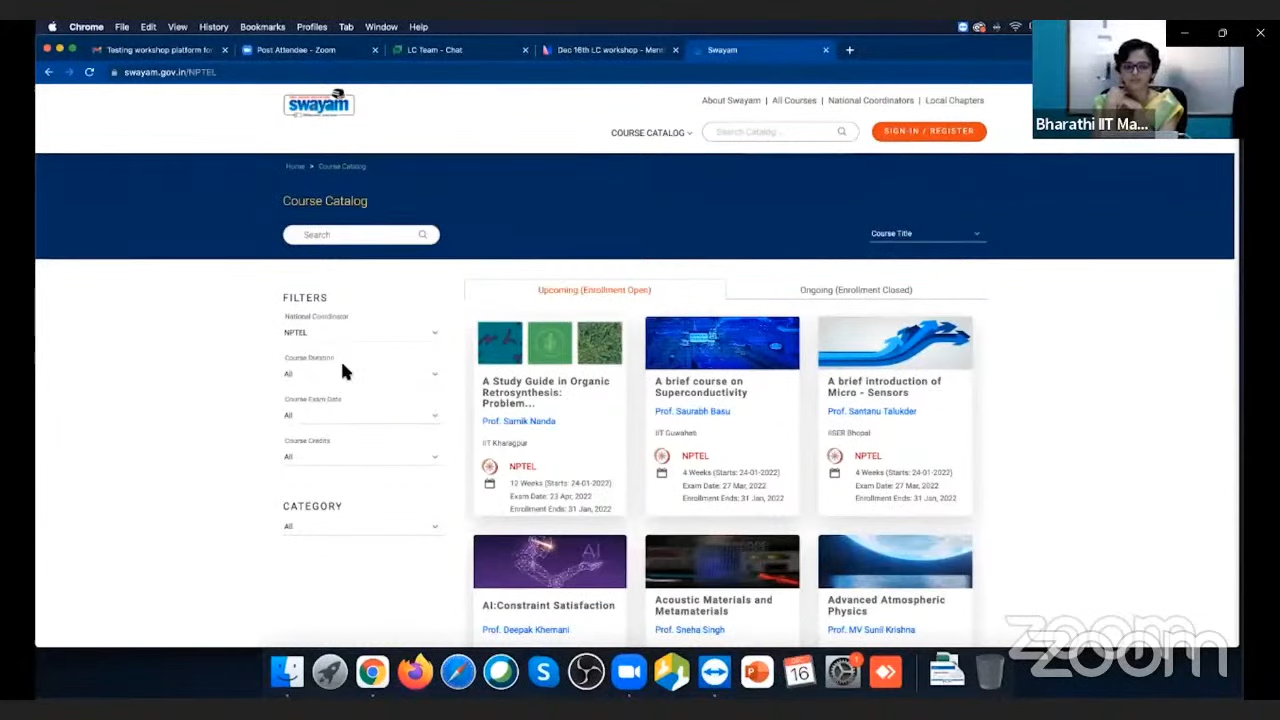 Chrome File Edit View History Bookmarks Profiles Tab Window Help
Testing workshop platform for
Post Attendee - Zoom
LC Team - Chat
Dec 16th LC workshop - Menti
Swayam
swayam.gov.in/NPTEL
swayam
About Swayam | All Courses | National Coordinators | Local Chapters
COURSE CATALOG
Search Catalog ...
SIGN-IN / REGISTER
Bharathi IIT Ma...
Home > Course Catalog
Course Catalog
Search
Course Title
FILTERS
National Coordinator
NPTEL
Course Duration
All
Course Exam Date
All
Course Credits
All
CATEGORY
All
Upcoming (Enrollment Open)
Ongoing (Enrollment Closed)
A Study Guide in Organic
Retrosynthesis:
Problem...
Prof. Samik Nanda
IIT Kharagpur
NPTEL
12 Weeks (Starts: 24-01-2022)
Exam Date: 23 Apr, 2022
Enrollment Ends: 31 Jan, 2022
A brief course on
Superconductivity
Prof. Saurabh Basu
IIT Guwahati
NPTEL
4 Weeks (Starts: 24-01-2022)
Exam Date: 27 Mar, 2022
Enrollment Ends: 31 Jan, 2022
A brief introduction of
Micro - Sensors
Prof. Santanu Talukder
IISER Bhopal
NPTEL
4 Weeks (Starts: 24-01-2022)
Exam Date: 27 Mar, 2022
Enrollment Ends: 31 Jan, 2022
AI
AI:Constraint Satisfaction
Prof. Deepak Khemani
Acoustic Materials and
Metamaterials
Prof. Sneha Singh
Advanced Atmospheric
Physics
Prof. MV Sunil Krishna
16
1
zoom
zoom